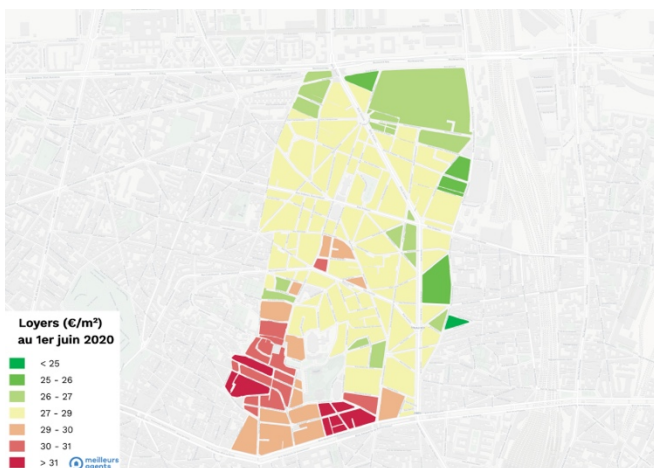 Loyers (€/m²)
au 1er juin 2020
< 25
25 - 26
26 - 27
27 - 29
29 - 30
30 - 31
> 31
meilleurs
agents